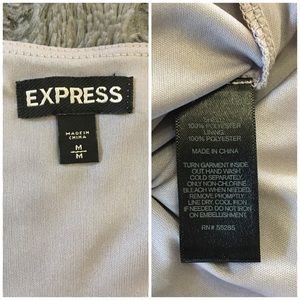 EXPRESS
MADE IN
CHINA
M
M
SHELL:
100% POLYESTER
LINING:
100% POLYESTER
MADE IN CHINA
TURN GARMENT INSIDE
OUT. HAND WASH
COLD SEPARATELY.
ONLY NON-CHLORINE
BLEACH WHEN NEEDED.
REMOVE PROMPTLY.
LINE DRY. COOL IRON
IF NEEDED. DO NOT IRON
ON EMBELLISHMENT.
RN# 55285